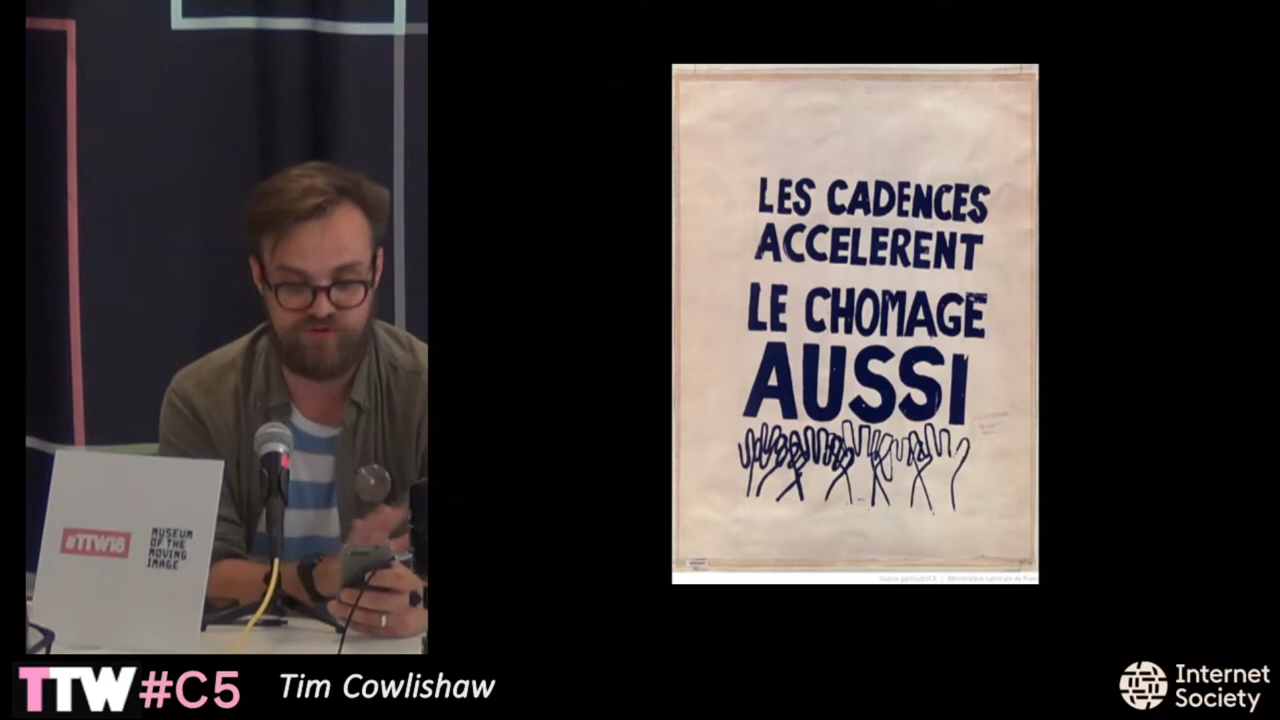 LES CADENCES
ACCELERENT
LE CHOMAGE
AUSSI
#TTW18
MUSEUM
OF THE
MOVING
IMAGE
TTW#C5
Tim Cowlishaw
Internet
Society